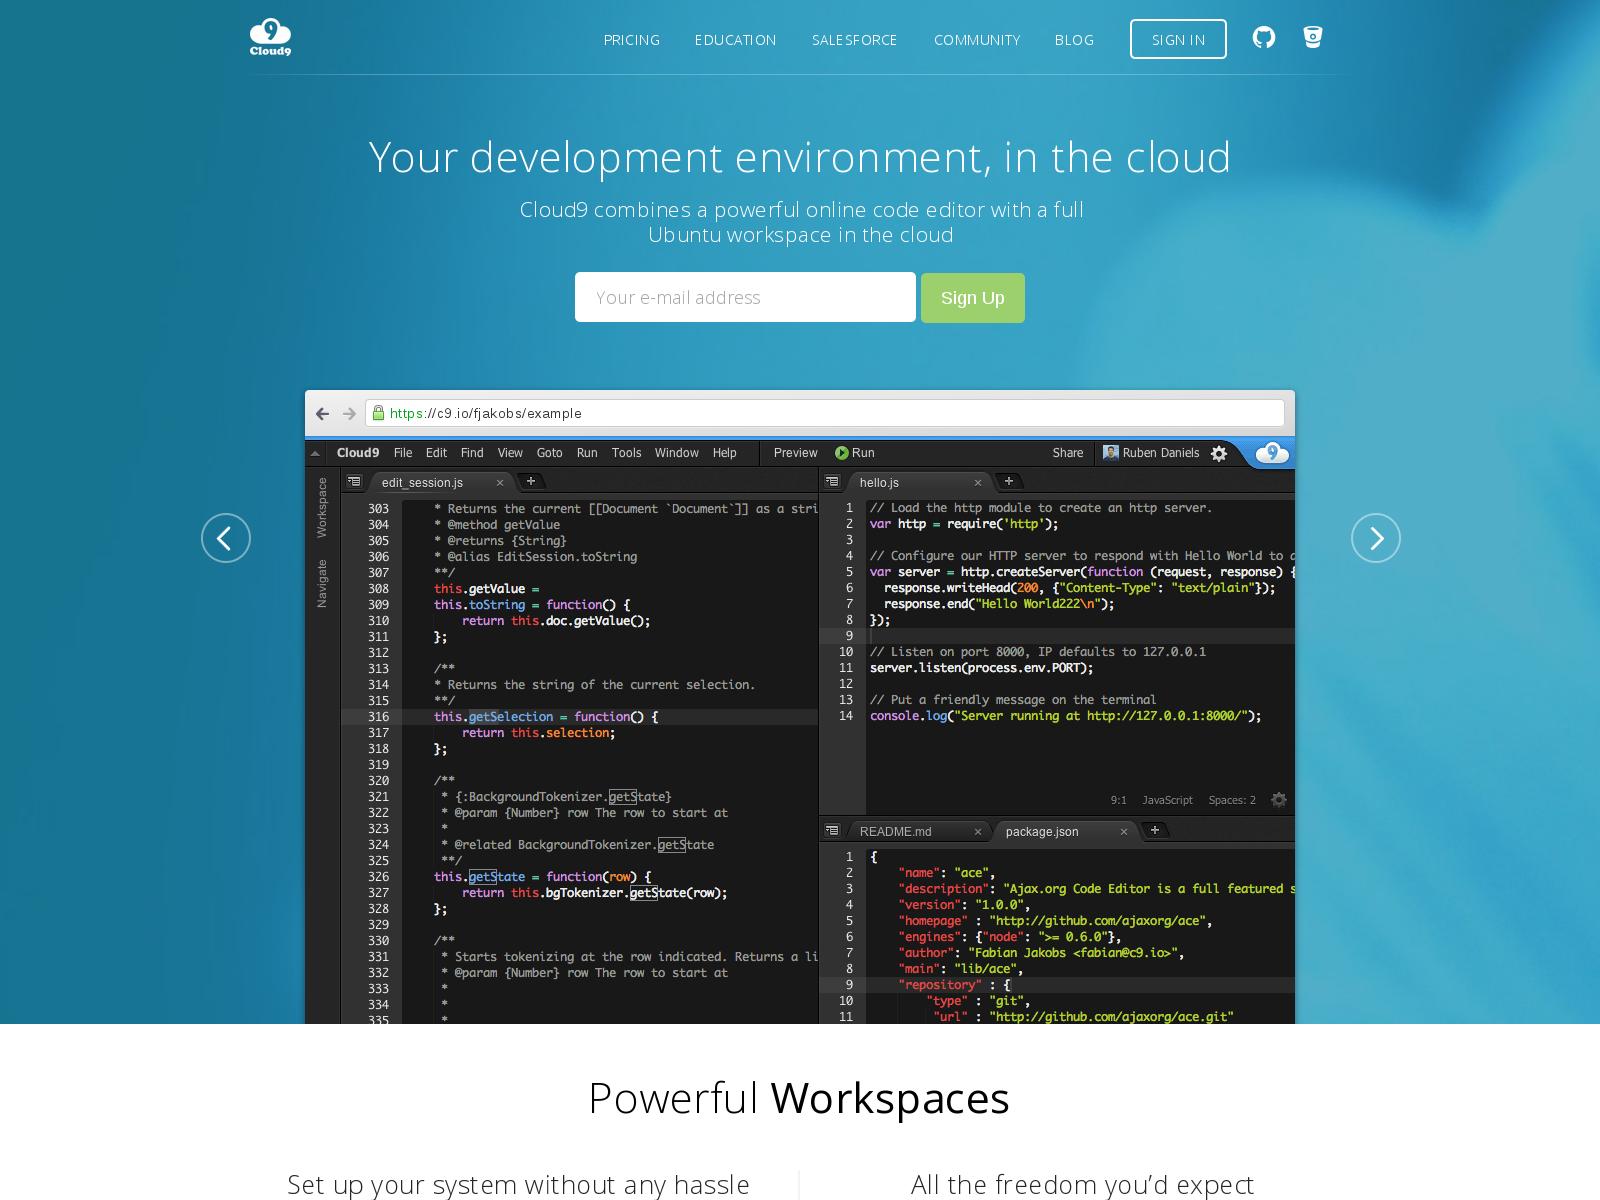 9
Cloud9
PRICING
EDUCATION
SALESFORCE
COMMUNITY
BLOG
SIGN IN
Your development environment, in the cloud
Cloud9 combines a powerful online code editor with a full
Ubuntu workspace in the cloud
Your e-mail address
Sign Up
https://c9.io/fjakobs/example
Cloud9 File Edit Find View Goto Run Tools Window Help Preview Run Share Ruben Daniels 9
Workspace
Navigate
edit_session.js
303 * Returns the current [[Document `Document`]] as a stri
304 * @method getValue
305 * @returns {String}
306 * @alias EditSession.toString
307 **/
308 this.getValue =
309 this.toString = function() {
310 return this.doc.getValue();
311 };
312
313 /**
314 * Returns the string of the current selection.
315 **/
316 this.getSelection = function() {
317 return this.selection;
318 };
319
320 /**
321 * {:BackgroundTokenizer.getState}
322 * @param {Number} row The row to start at
323 *
324 * @related BackgroundTokenizer.getState
325 **/
326 this.getState = function(row) {
327 return this.bgTokenizer.getState(row);
328 };
329
330 /**
331 * Starts tokenizing at the row indicated. Returns a li
332 * @param {Number} row The row to start at
333 *
334 *
335 *
hello.js
1 // Load the http module to create an http server.
2 var http = require('http');
3
4 // Configure our HTTP server to respond with Hello World to a
5 var server = http.createServer(function (request, response) {
6 response.writeHead(200, {"Content-Type": "text/plain"});
7 response.end("Hello World222\n");
8 });
9
10 // Listen on port 8000, IP defaults to 127.0.0.1
11 server.listen(process.env.PORT);
12
13 // Put a friendly message on the terminal
14 console.log("Server running at http://127.0.0.1:8000/");
9:1 JavaScript Spaces: 2
README.md
package.json
1 {
2 "name": "ace",
3 "description": "Ajax.org Code Editor is a full featured s
4 "version": "1.0.0",
5 "homepage" : "http://github.com/ajaxorg/ace",
6 "engines": {"node": ">= 0.6.0"},
7 "author": "Fabian Jakobs <fabian@c9.io>",
8 "main": "lib/ace",
9 "repository" : {
10 "type" : "git",
11 "url" : "http://github.com/ajaxorg/ace.git"
Powerful Workspaces
Set up your system without any hassle
All the freedom you’d expect